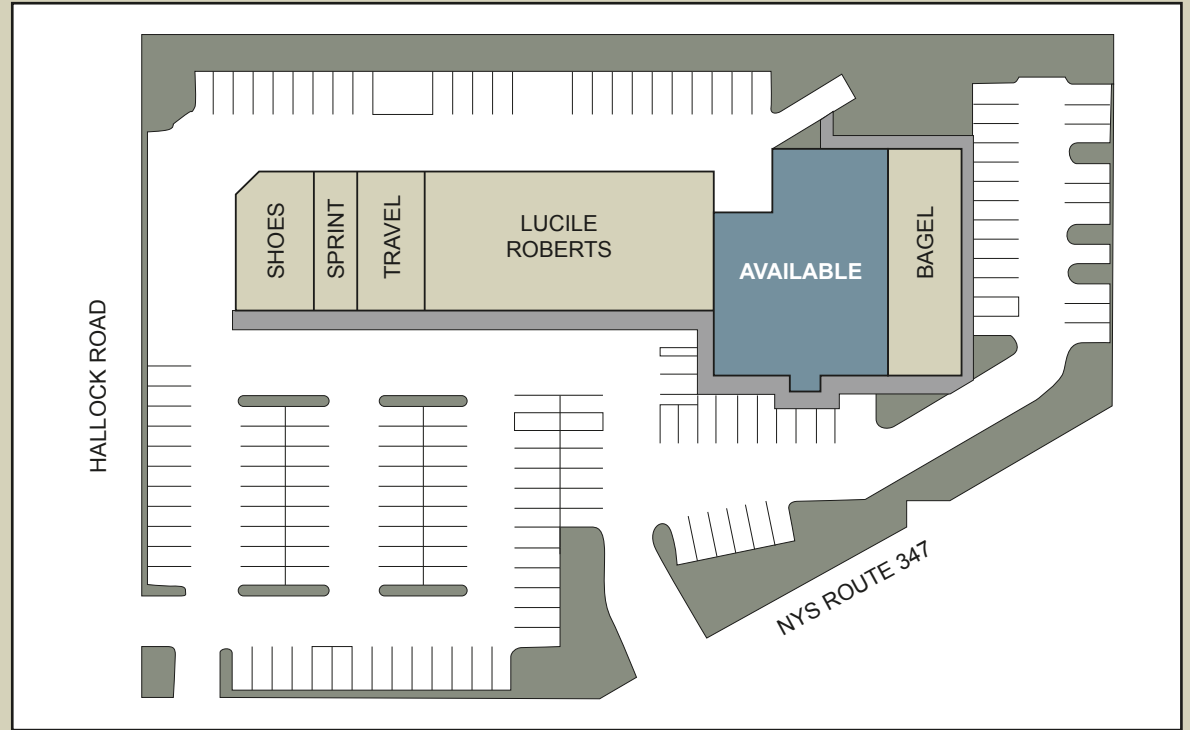 SHOES
SPRINT
TRAVEL
LUCILE
ROBERTS
AVAILABLE
BAGEL
HALLOCK ROAD
NYS ROUTE 347